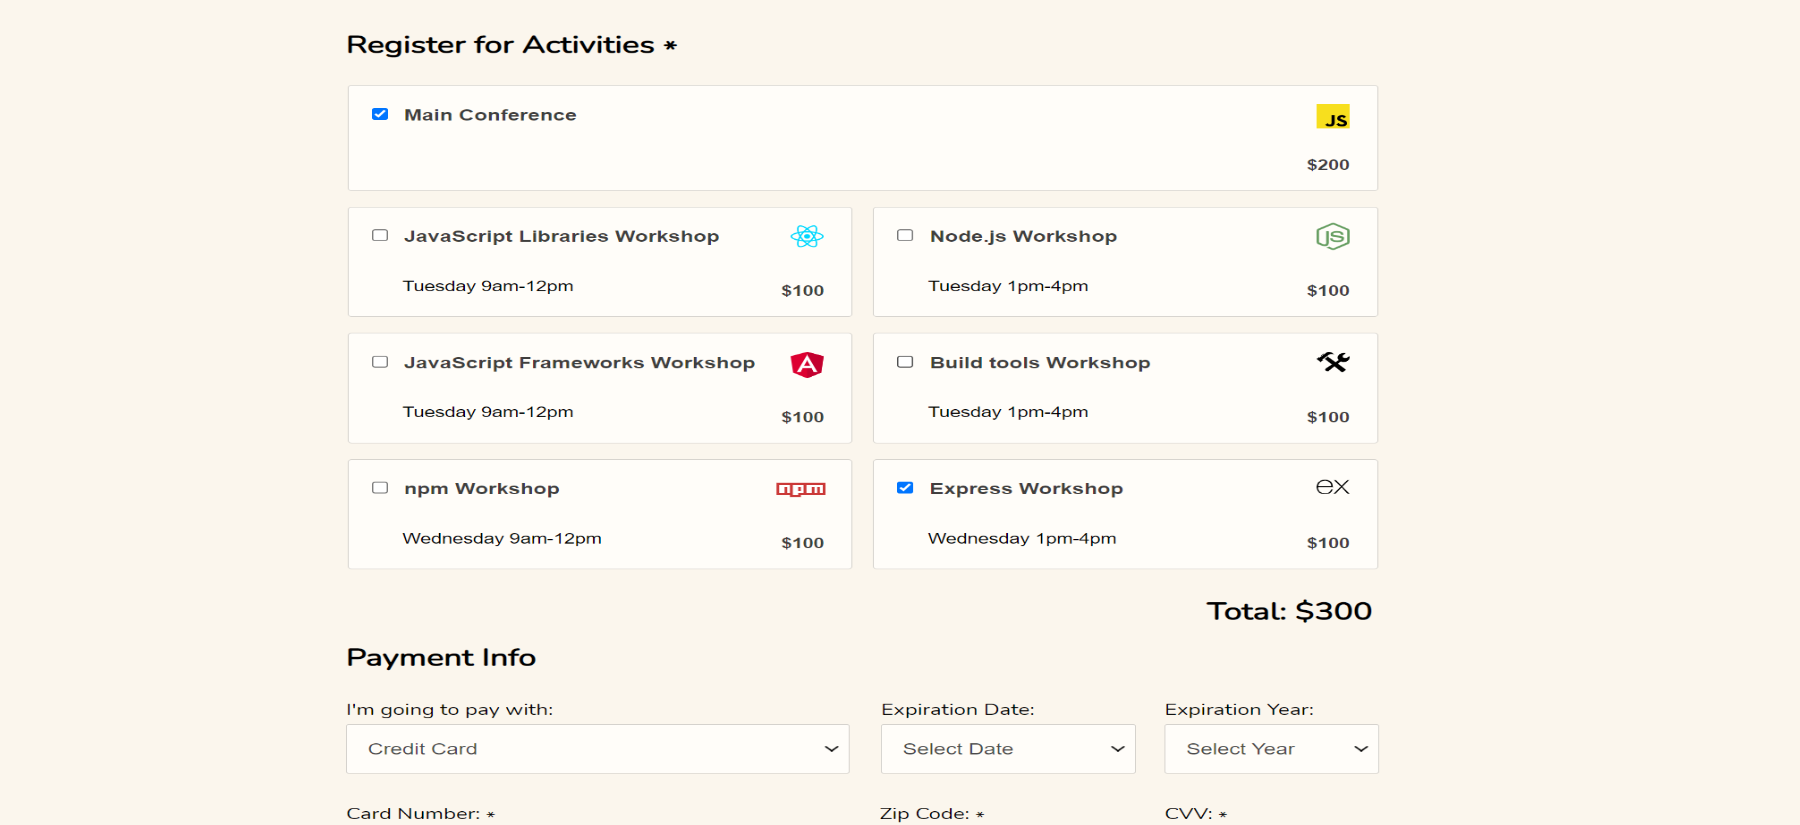 Register for Activities *
Main Conference
JS
$200
JavaScript Libraries Workshop
Tuesday 9am-12pm
$100
Node.js Workshop
JS
Tuesday 1pm-4pm
$100
JavaScript Frameworks Workshop
A
Tuesday 9am-12pm
$100
Build tools Workshop
Tuesday 1pm-4pm
$100
npm Workshop
npm
Wednesday 9am-12pm
$100
Express Workshop
ex
Wednesday 1pm-4pm
$100
Total: $300
Payment Info
I'm going to pay with:
Credit Card
Expiration Date:
Select Date
Expiration Year:
Select Year
Card Number: *
Zip Code: *
CVV: *